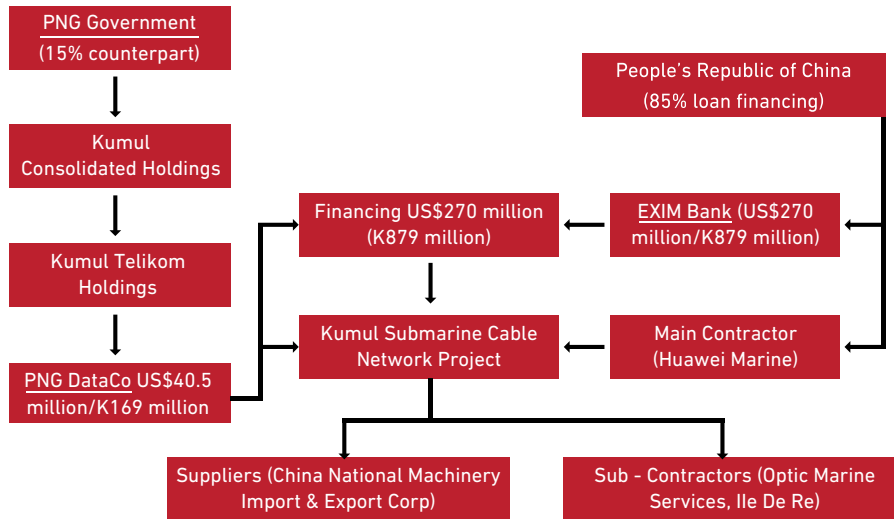 PNG Government
(15% counterpart)
People's Republic of China
(85% loan financing)
Kumul
Consolidated Holdings
Financing US$270 million
(K879 million)
EXIM Bank (US$270
million/K879 million)
Kumul Telikom
Holdings
Kumul Submarine Cable
Network Project
Main Contractor
(Huawei Marine)
PNG DataCo US$40.5
million/K169 million
Suppliers (China National Machinery
Import & Export Corp)
Sub - Contractors (Optic Marine
Services, IIe De Re)